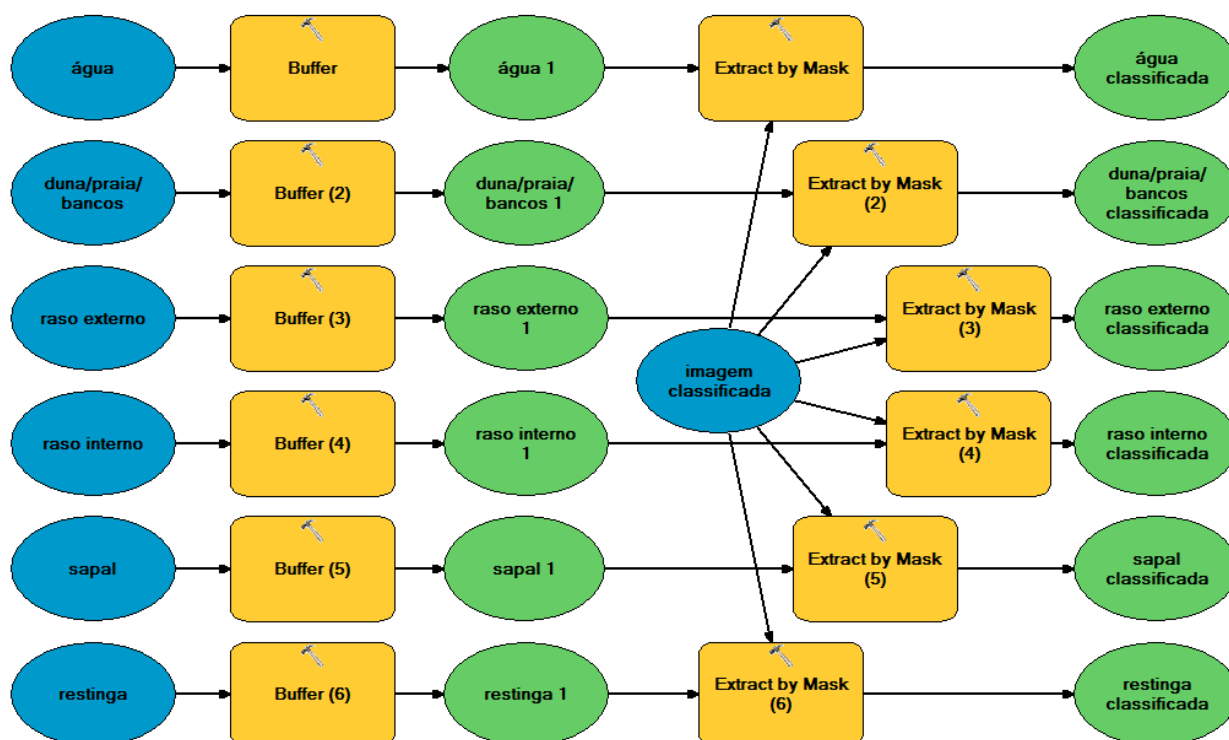 água
Buffer
água 1
Extract by Mask
água
classificada
duna/praia/
bancos
Buffer (2)
duna/praia/
bancos 1
Extract by Mask
(2)
duna/praia/
bancos
classificada
raso externo
Buffer (3)
raso externo
1
Extract by Mask
(3)
raso externo
classificada
imagem
classificada
raso interno
Buffer (4)
raso interno
1
Extract by Mask
(4)
raso interno
classificada
sapal
Buffer (5)
sapal 1
Extract by Mask
(5)
sapal
classificada
restinga
Buffer (6)
restinga 1
Extract by Mask
(6)
restinga
classificada